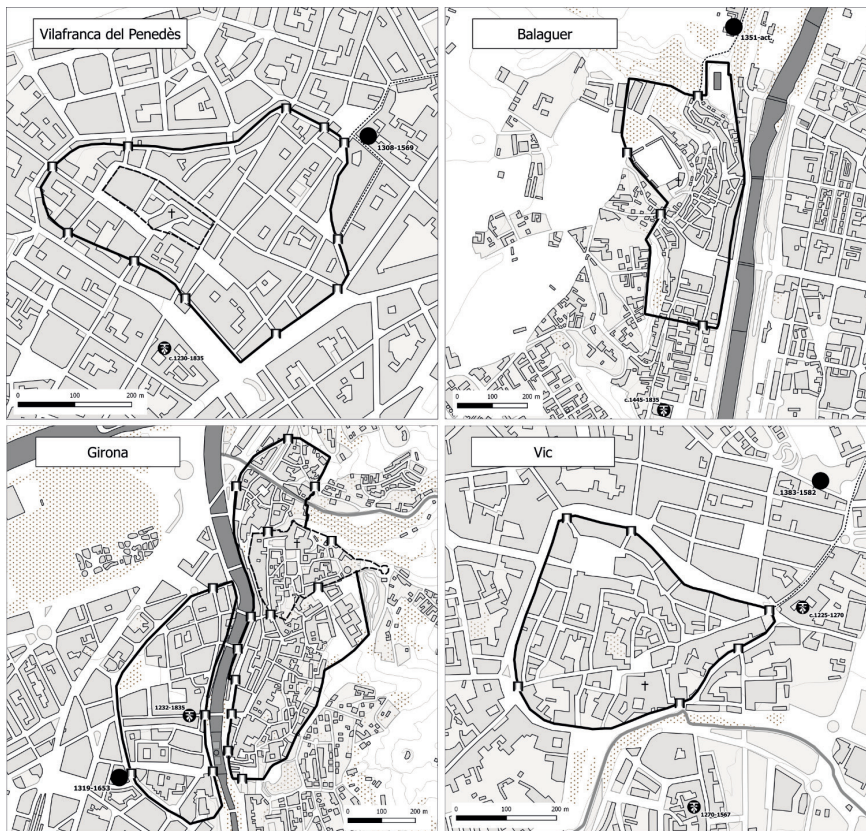 Vilafranca del Penedès
1308-1569
c.1230-1835
0 100 200 m
Balaguer
1351-act.
c.1445-1835
0 100 200 m
Girona
1232-1835
1319-1653
0 100 200 m
Vic
1383-1582
c.1225-1270
1270-1567
0 100 200 m